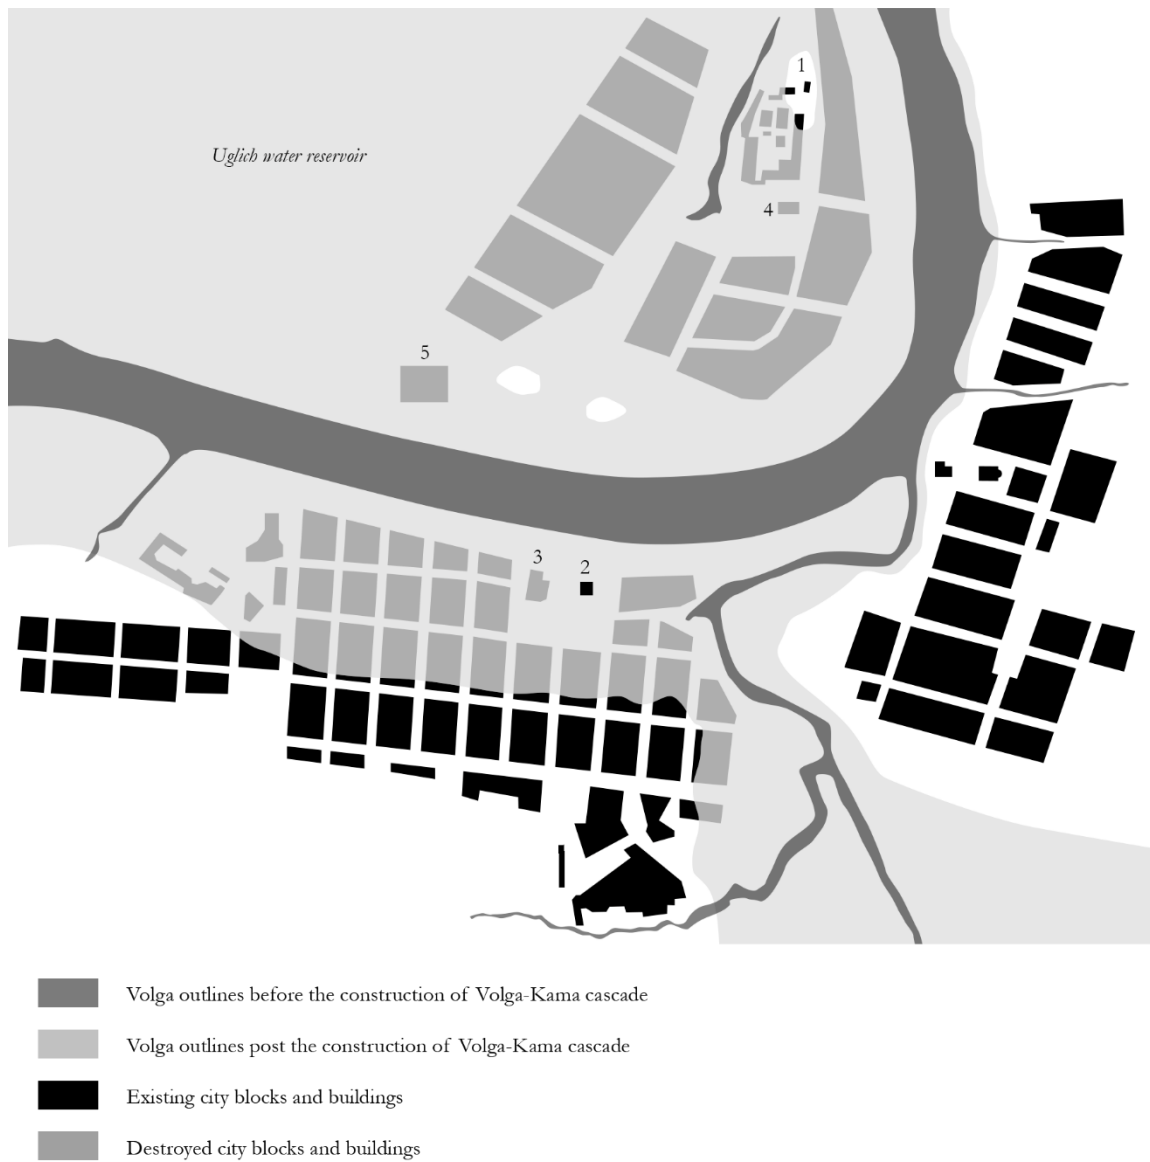 1
Uglich water reservoir
4
5
3
2
Volga outlines before the construction of Volga-Kama cascade
Volga outlines post the construction of Volga-Kama cascade
Existing city blocks and buildings
Destroyed city blocks and buildings